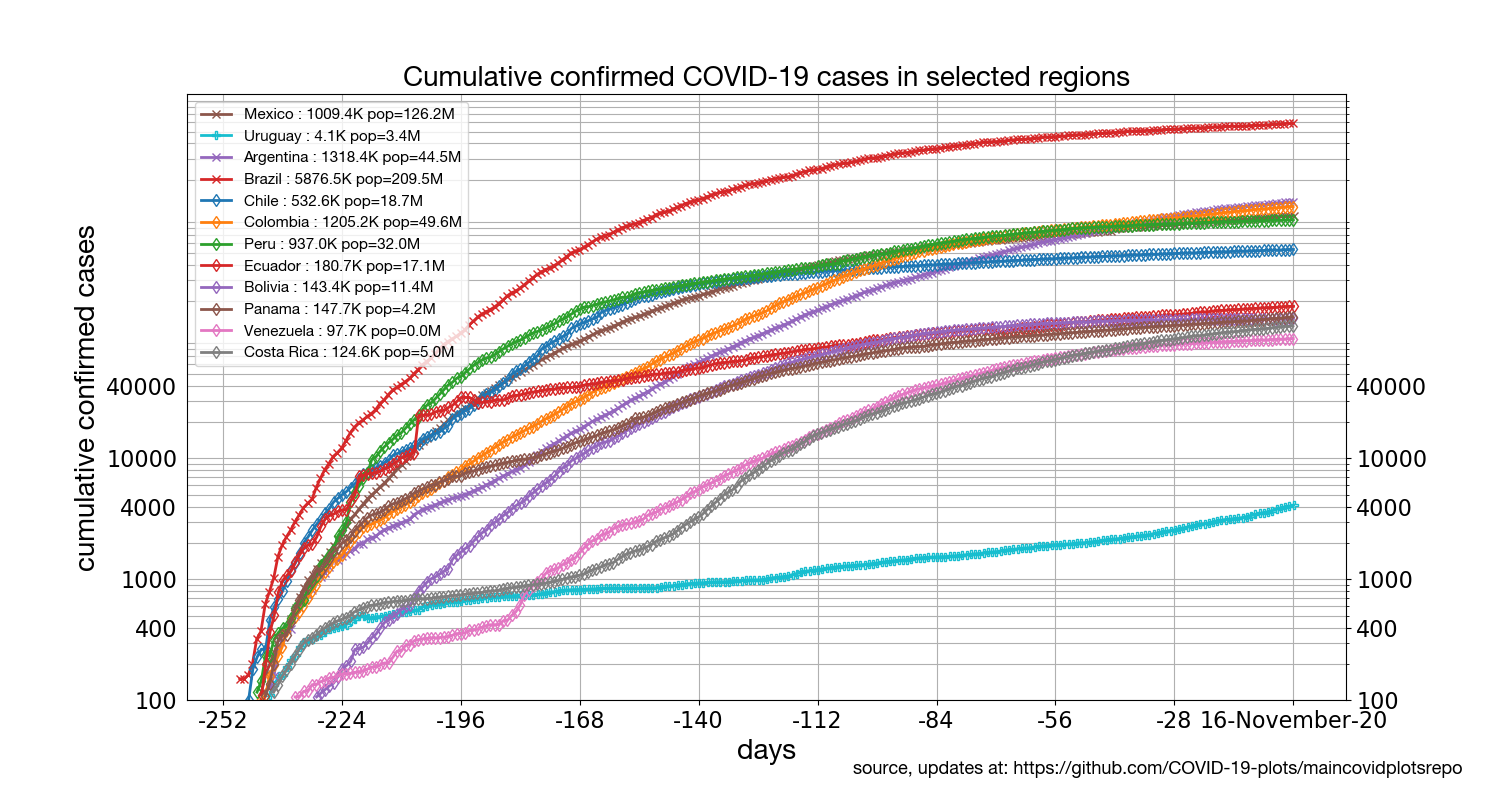 Cumulative confirmed COVID-19 cases in selected regions
Mexico : 1009.4K pop=126.2M
Uruguay : 4.1K pop=3.4M
Argentina : 1318.4K pop=44.5M
Brazil : 5876.5K pop=209.5M
Chile : 532.6K pop=18.7M
Colombia : 1205.2K pop=49.6M
Peru : 937.0K pop=32.0M
Ecuador : 180.7K pop=17.1M
Bolivia : 143.4K pop=11.4M
Panama : 147.7K pop=4.2M
Venezuela : 97.7K pop=0.0M
Costa Rica : 124.6K pop=5.0M
cumulative confirmed cases
40000
10000
4000
1000
400
100
40000
10000
4000
1000
400
100
-252 -224 -196 -168 -140 -112 -84 -56 -28 16-November-20
days
source, updates at: https://github.com/COVID-19-plots/maincovidplotsrepo